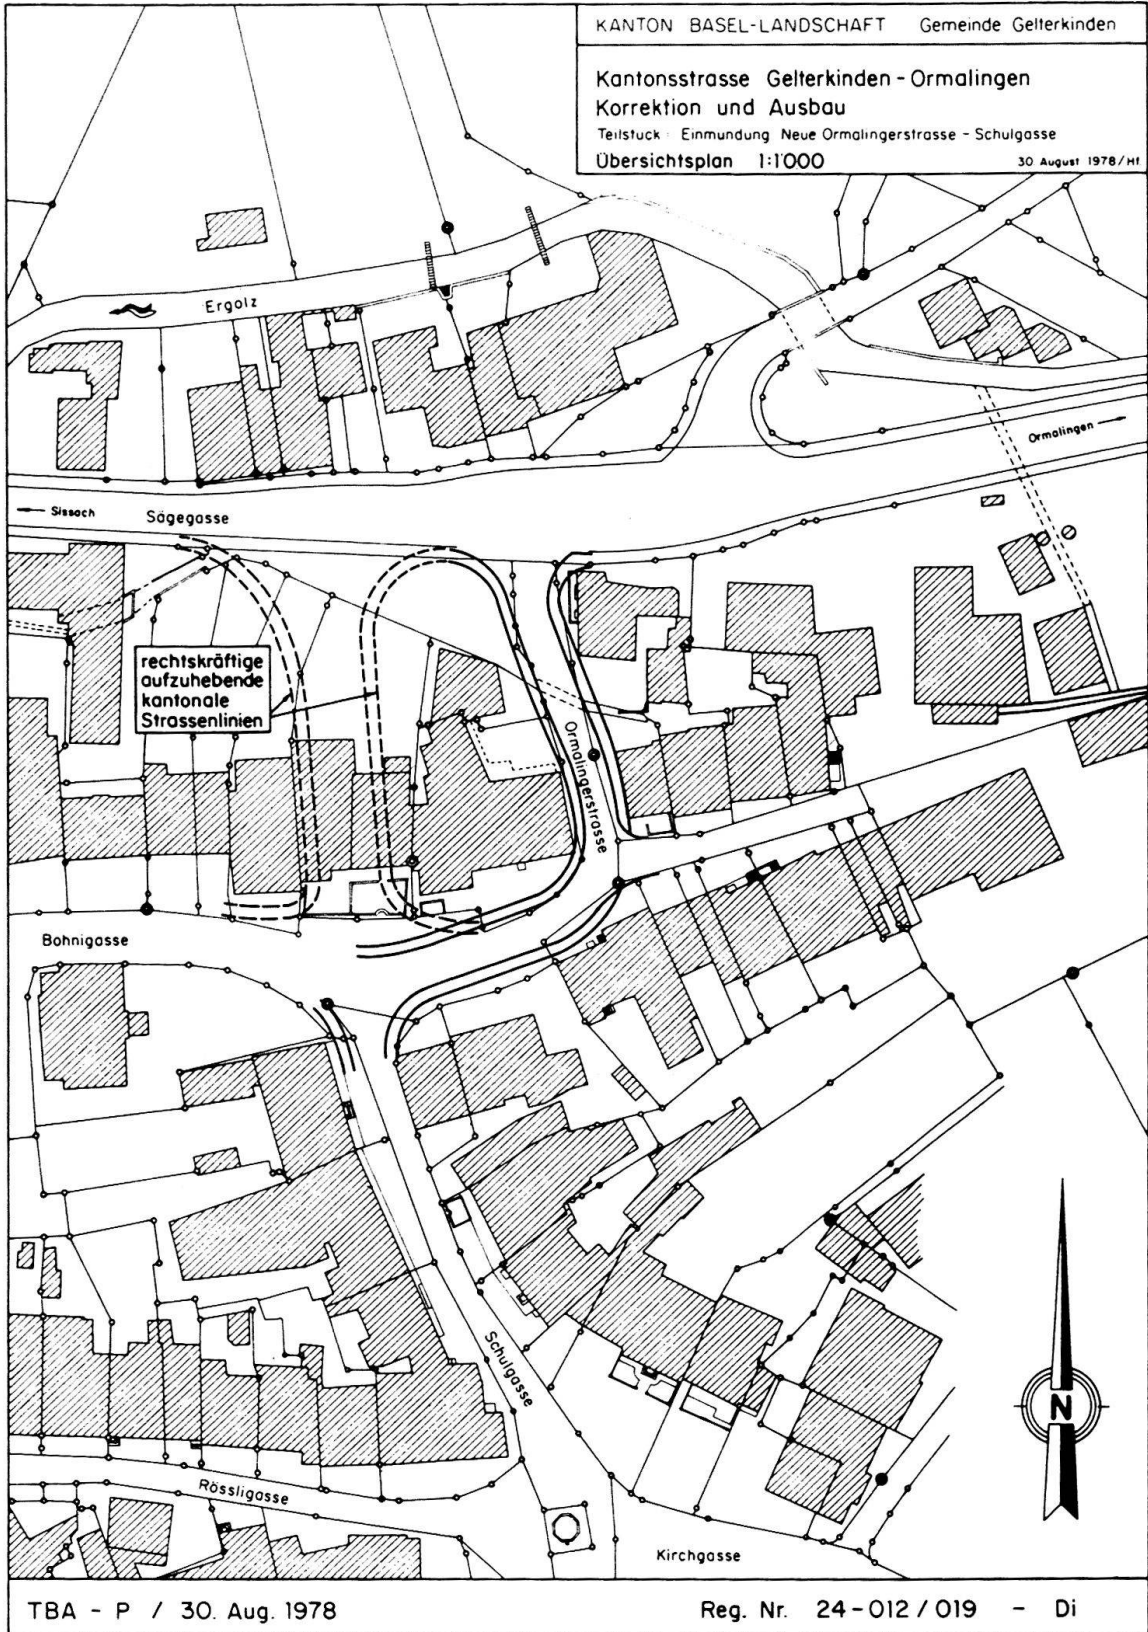 KANTON BASEL-LANDSCHAFT Gemeinde Gelterkinden
Kantonsstrasse Gelterkinden - Ormalingen
Korrektion und Ausbau
Teilstuck : Einmundung Neue Ormalingerstrasse - Schulgasse
Übersichtsplan 1:1'000 30 August 1978/Hf
Ergolz
Ormalingen
Sissach
Sägegasse
rechtskräftige
aufzuhebende
kantonale
Strassenlinien
Ormalingerstrasse
Bohnigasse
Schulgasse
N
Rössligasse
Kirchgasse
TBA - P / 30. Aug. 1978 Reg. Nr. 24-012/019 - Di